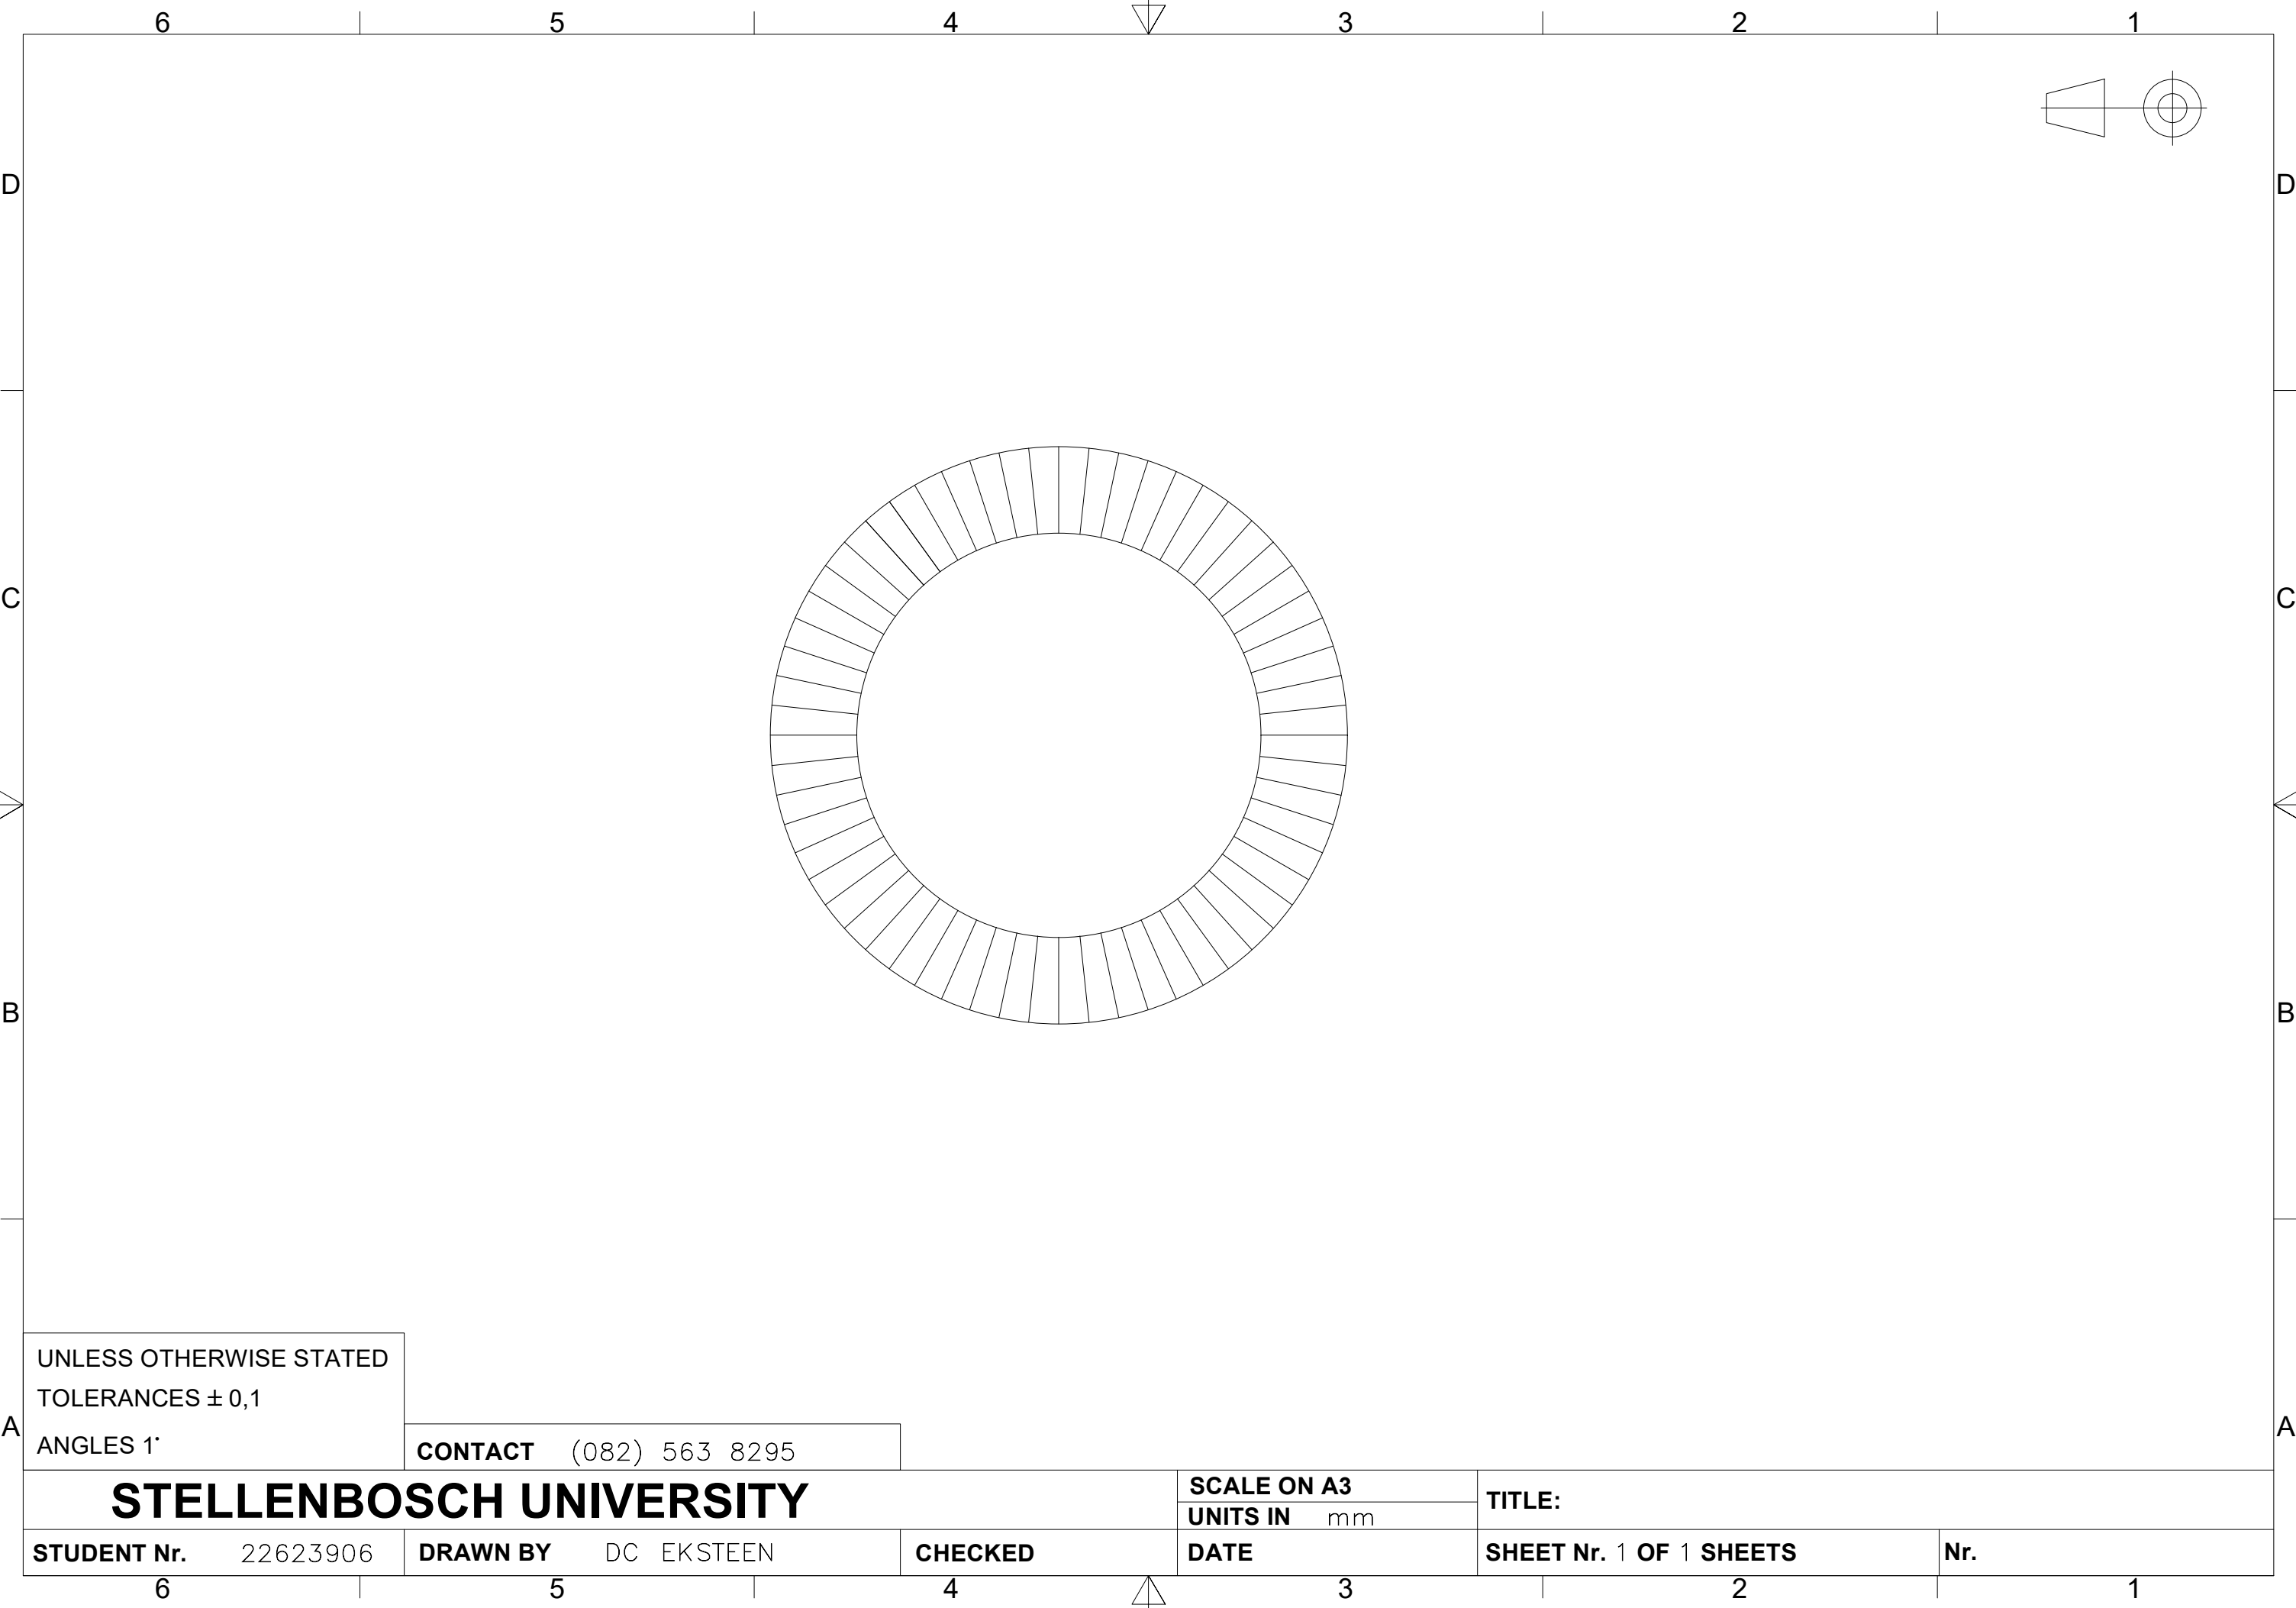 6 5 4 3 2 1
D D
C C
B B
A A
UNLESS OTHERWISE STATED
TOLERANCES ± 0,1
ANGLES 1°
CONTACT (082) 563 8295
STELLENBOSCH UNIVERSITY
SCALE ON A3
UNITS IN mm
TITLE:
STUDENT Nr. 22623906 DRAWN BY DC EKSTEEN CHECKED DATE SHEET Nr. 1 OF 1 SHEETS Nr.
6 5 4 3 2 1